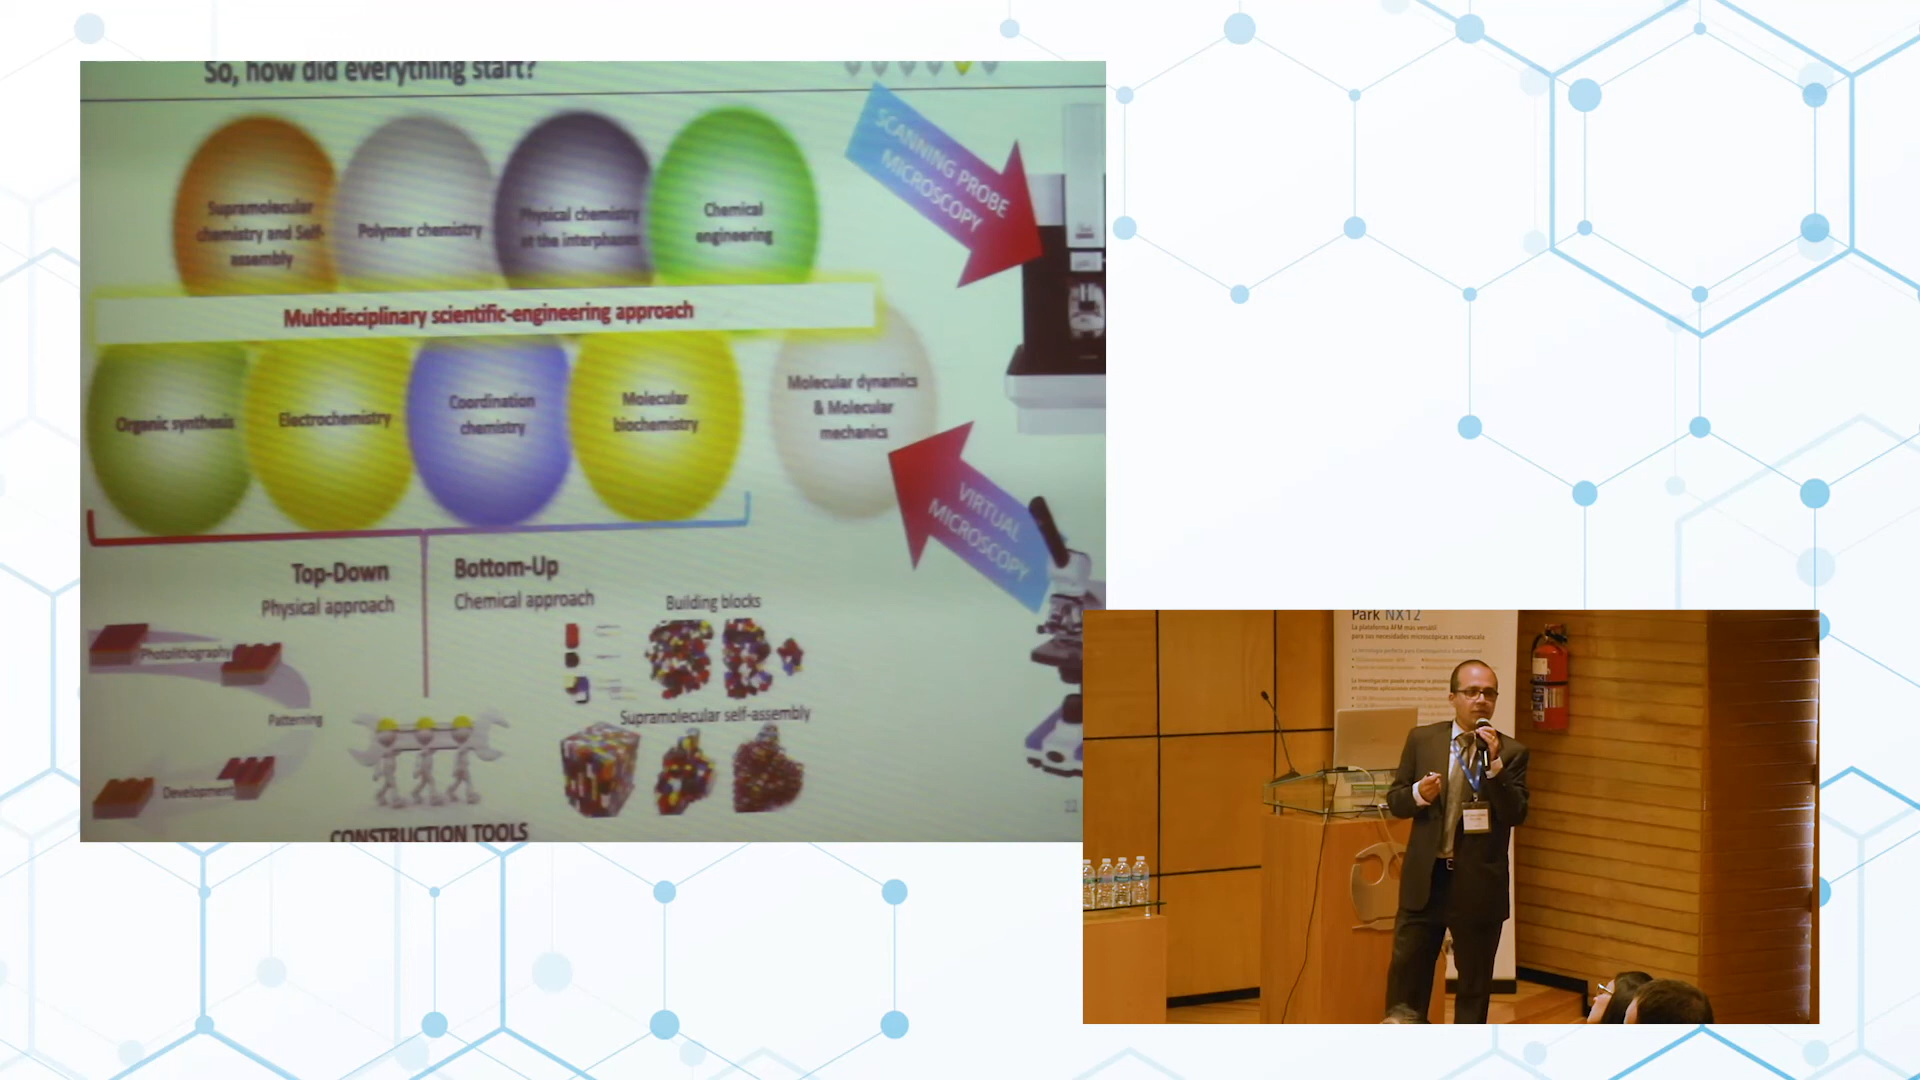 So, how did everything start?
SCANNING PROBE
MICROSCOPY
Supramolecular
chemistry and Self-
assembly
Polymer chemistry
Physical chemistry
at the interphases
Chemical
engineering
Multidisciplinary scientific-engineering approach
Organic synthesis
Electrochemistry
Coordination
chemistry
Molecular
biochemistry
Molecular dynamics
& Molecular
mechanics
VIRTUAL
MICROSCOPY
Top-Down
Physical approach
Bottom-Up
Chemical approach
Building blocks
Photolithography
Patterning
Development
Supramolecular self-assembly
CONSTRUCTION TOOLS
Park NX12
La plataforma AFM más versátil
para sus necesidades microscópicas a nanoescala